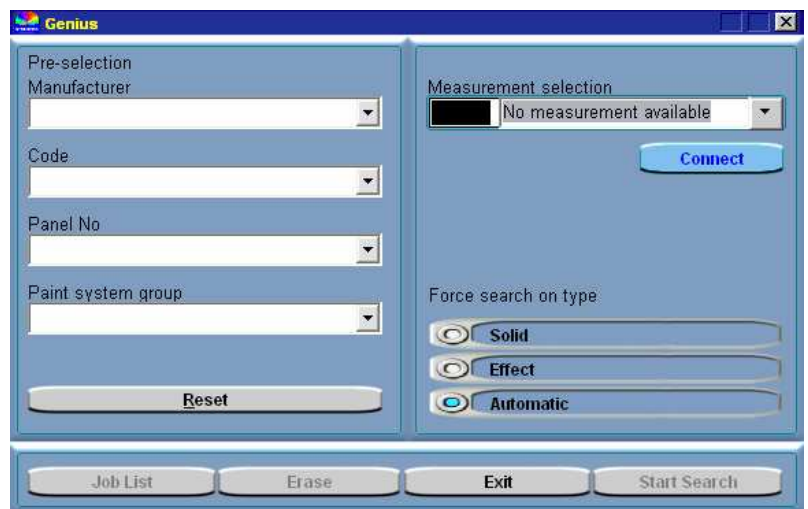 Genius
Pre-selection
Manufacturer
Code
Panel No
Paint system group
Reset
Measurement selection
No measurement available
Connect
Force search on type
Solid
Effect
Automatic
Job List Erase Exit Start Search